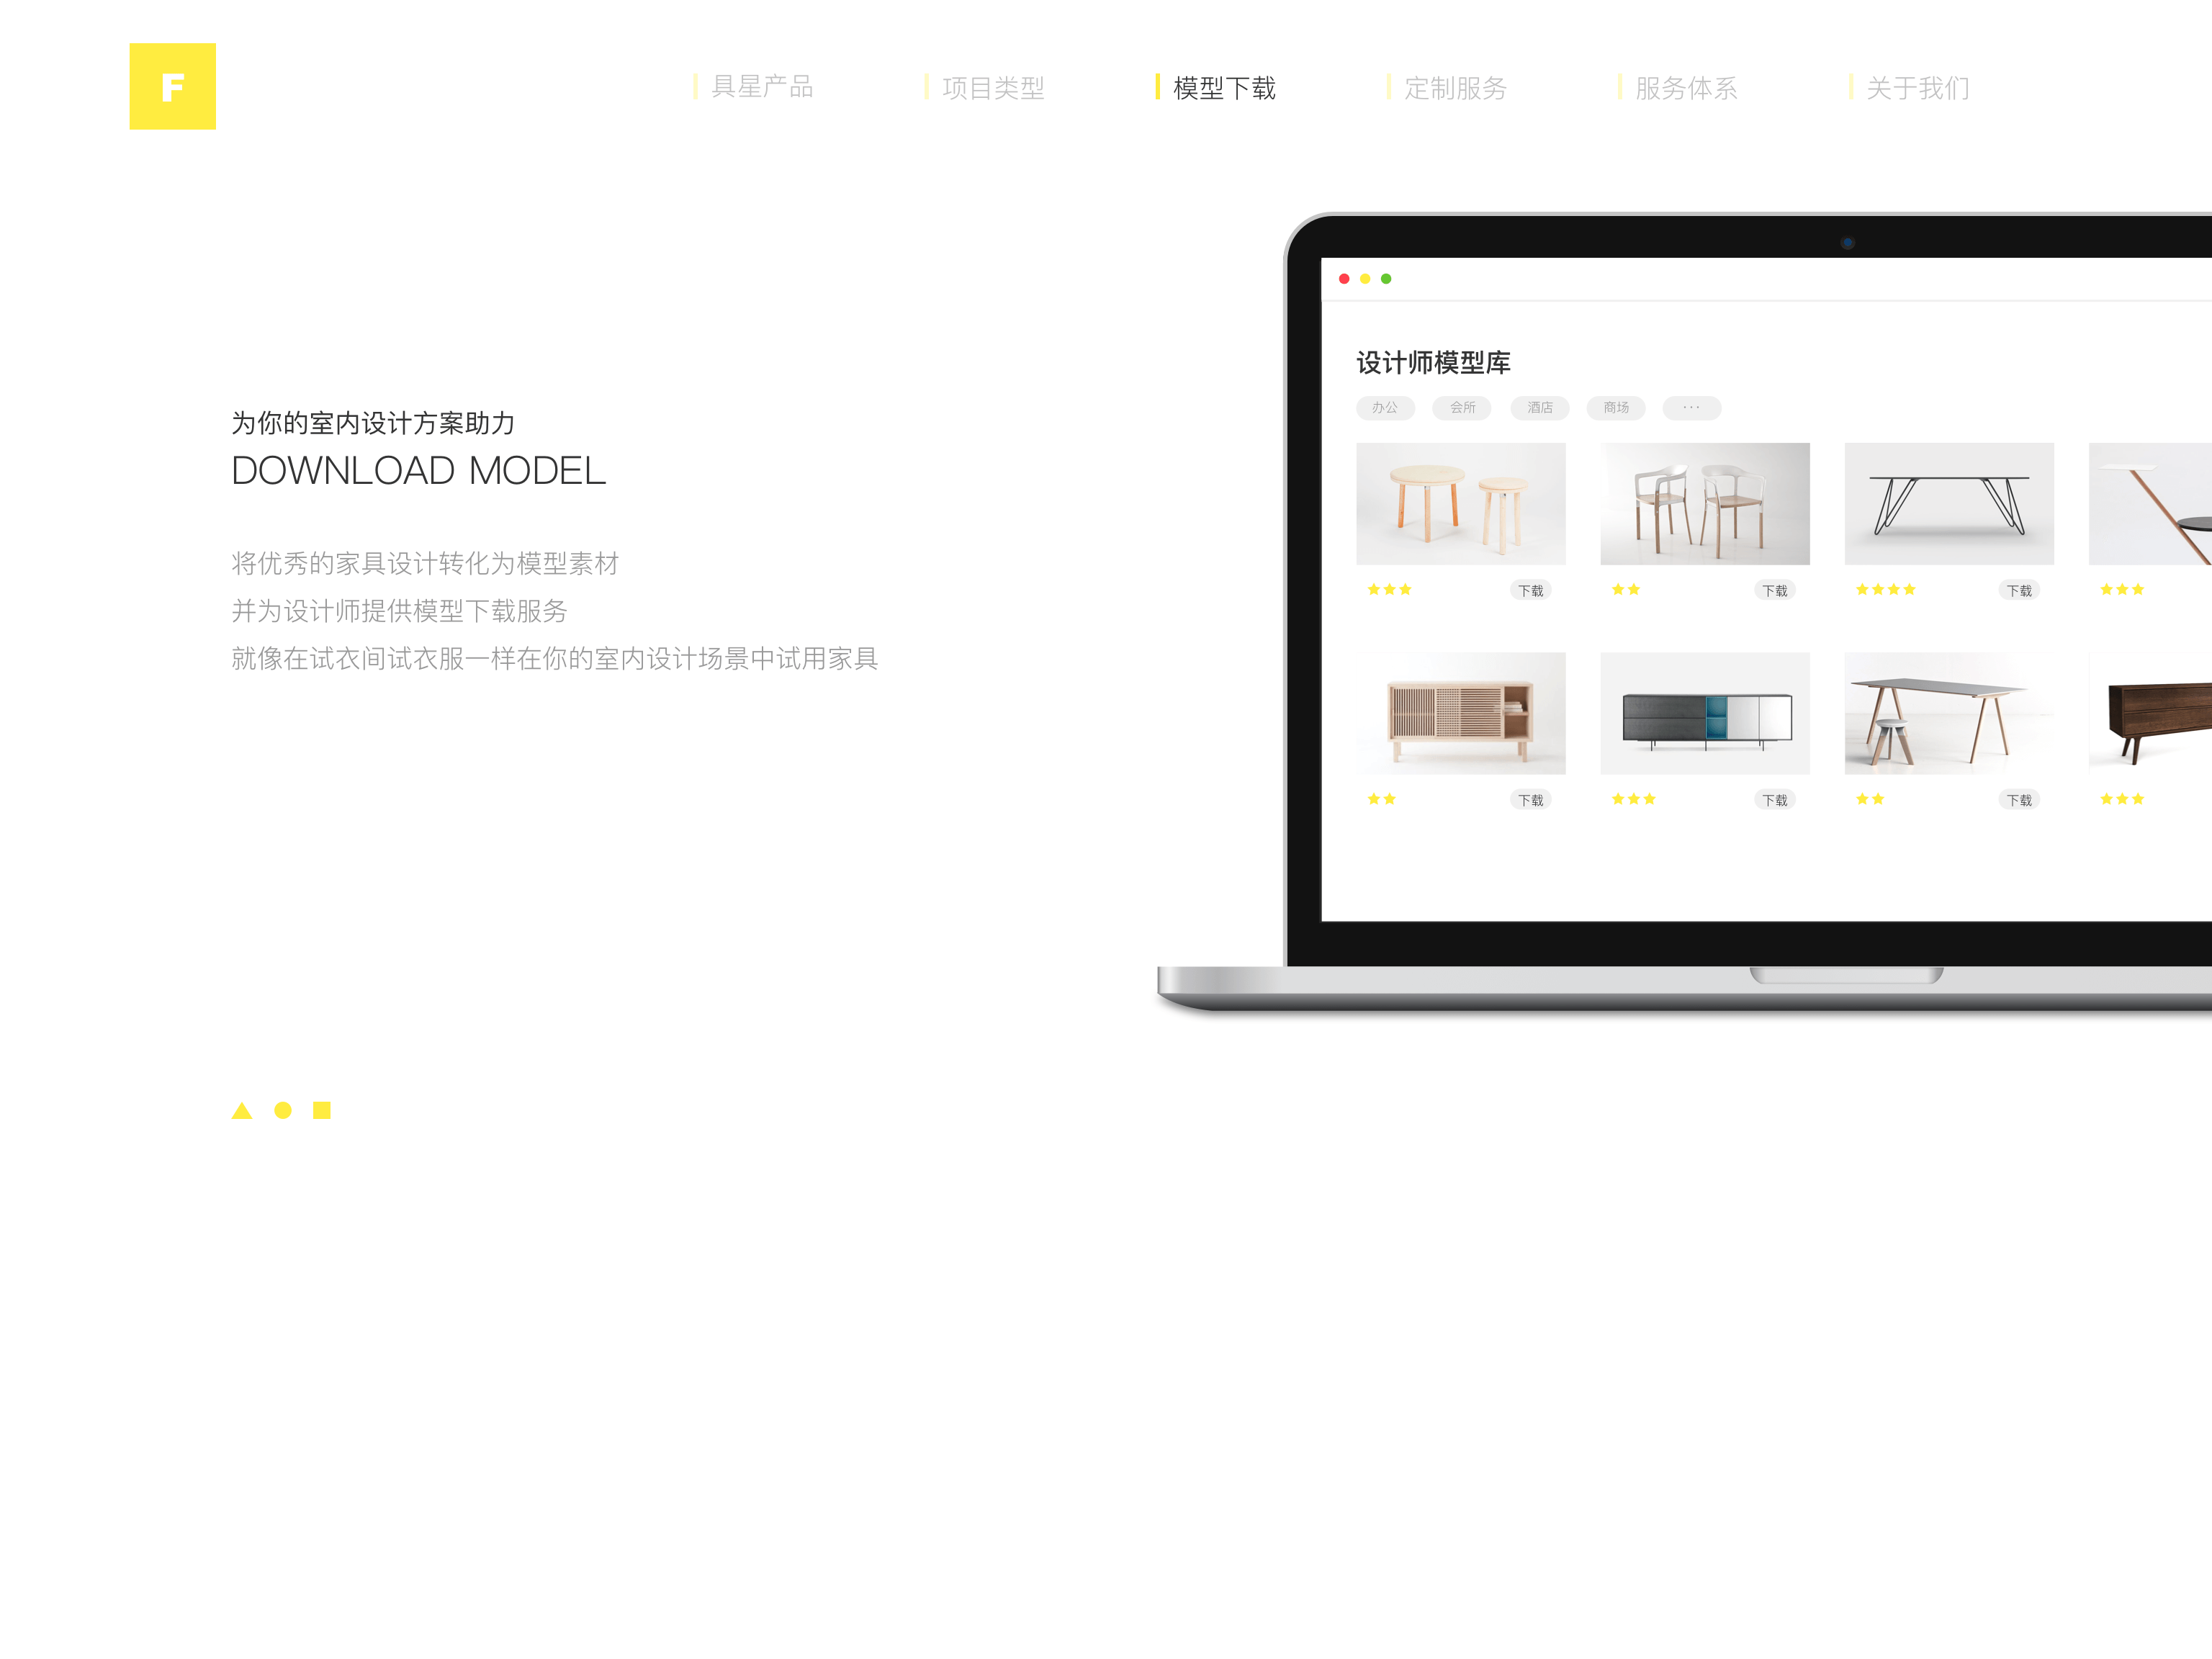 F
具星产品 项目类型 模型下载 定制服务 服务体系 关于我们
为你的室内设计方案助力
DOWNLOAD MODEL
将优秀的家具设计转化为模型素材
并为设计师提供模型下载服务
就像在试衣间试衣服一样在你的室内设计场景中试用家具
设计师模型库
办公 会所 酒店 商场 ···
下载 下载 下载
下载 下载 下载